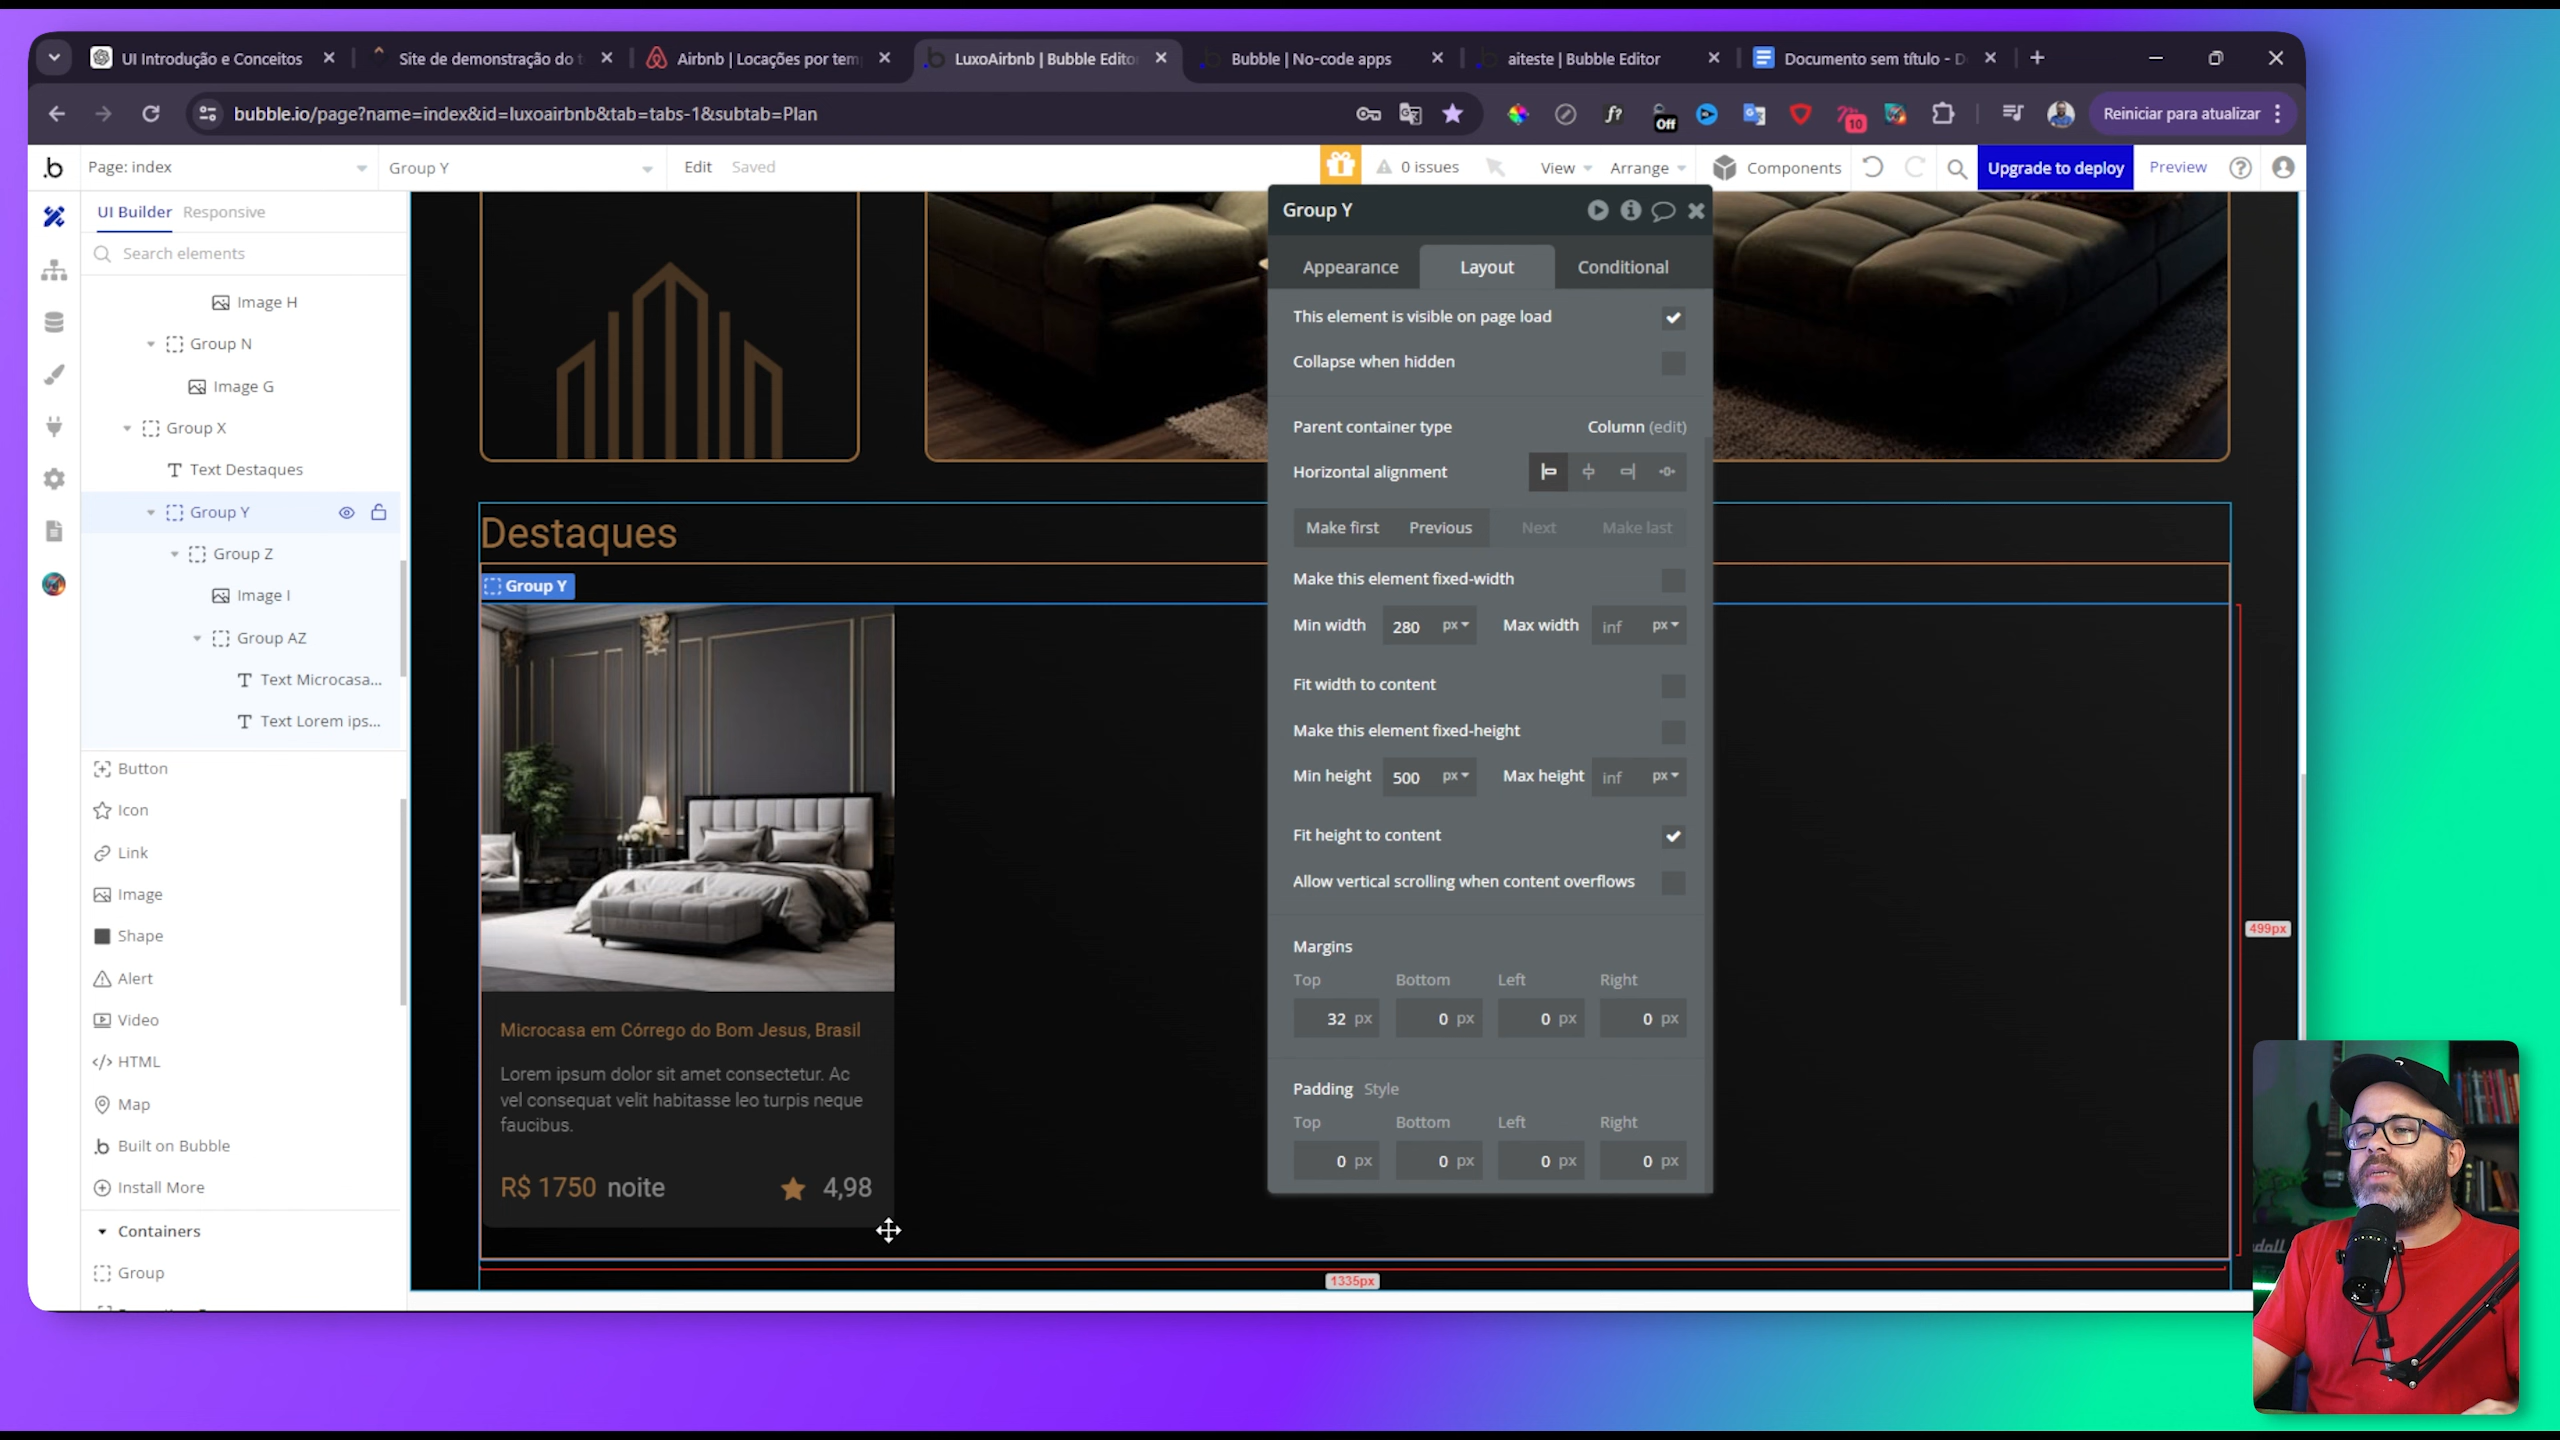 UI Introdução e Conceitos
Site de demonstração do t
Airbnb | Locações por tem
LuxoAirbnb | Bubble Edito
Bubble | No-code apps
aiteste | Bubble Editor
Documento sem título - D
bubble.io/page?name=index&id=luxoairbnb&tab=tabs-1&subtab=Plan
f?
Off
10
Reiniciar para atualizar
.b
Page: index
Group Y
Edit
Saved
0 issues
View
Arrange
Components
Upgrade to deploy
Preview
UI Builder
Responsive
Search elements
Image H
Group N
Image G
Group X
Text Destaques
Group Y
Group Z
Image I
Group AZ
Text Microcasa...
Text Lorem ips...
Button
Icon
Link
Image
Shape
Alert
Video
HTML
Map
Built on Bubble
Install More
Containers
Group
Destaques
Group Y
Microcasa em Córrego do Bom Jesus, Brasil
Lorem ipsum dolor sit amet consectetur. Ac
vel consequat velit habitasse leo turpis neque
faucibus.
R$ 1750 noite
4,98
1335px
499px
Group Y
Appearance
Layout
Conditional
This element is visible on page load
Collapse when hidden
Parent container type
Column (edit)
Horizontal alignment
Make first
Previous
Next
Make last
Make this element fixed-width
Min width 280 px
Max width inf px
Fit width to content
Make this element fixed-height
Min height 500 px
Max height inf px
Fit height to content
Allow vertical scrolling when content overflows
Margins
Top Bottom Left Right
32 px 0 px 0 px 0 px
Padding Style
Top Bottom Left Right
0 px 0 px 0 px 0 px